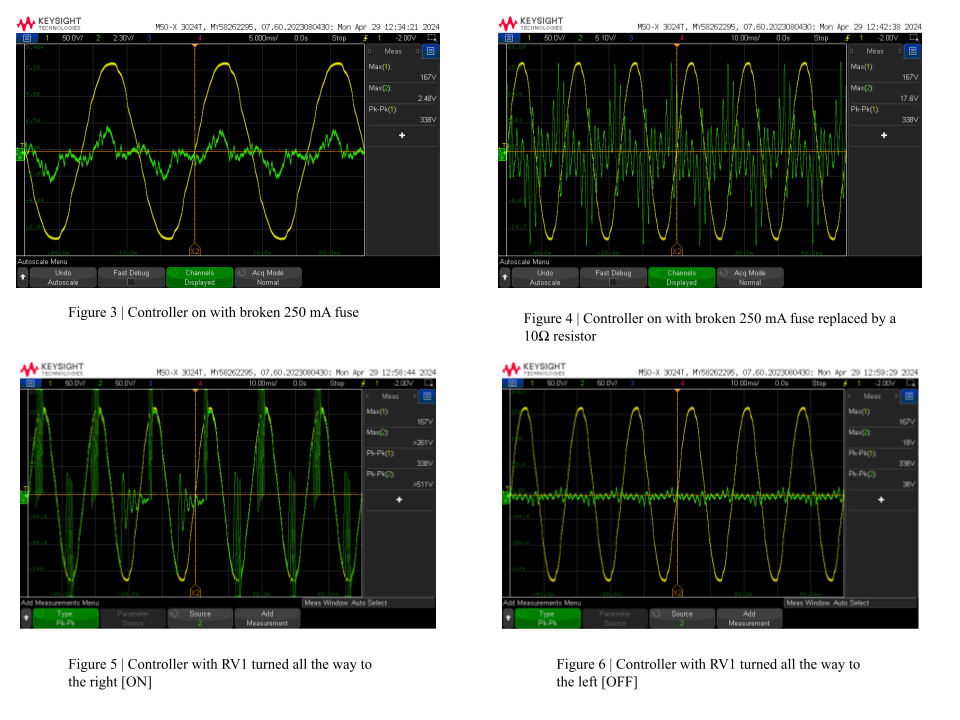 KEYSIGHT
TECHNOLOGIES
MSO-X 3024T, MY58262295, 07.60.2023080430: Mon Apr 29 12:34:21 2024
1 50.0V/ 2 2.30V/ 3 4 5.000ms/ 0.0s Stop 1 -2.00V
Meas
Max(1):
167V
Max(2):
2.48V
Pk-Pk(1):
338V
X2
Autoscale Menu
Undo
Autoscale
Fast Debug
Channels
Displayed
Acq Mode
Normal
Figure 3 | Controller on with broken 250 mA fuse
KEYSIGHT
TECHNOLOGIES
MSO-X 3024T, MY58262295, 07.60.2023080430: Mon Apr 29 12:42:38 2024
1 50.0V/ 2 5.10V/ 3 4 10.00ms/ 0.0s Stop 1 -2.00V
Meas
Max(1):
167V
Max(2):
17.6V
Pk-Pk(1):
338V
X2
Autoscale Menu
Undo
Autoscale
Fast Debug
Channels
Displayed
Acq Mode
Normal
Figure 4 | Controller on with broken 250 mA fuse replaced by a
10Ω resistor
KEYSIGHT
TECHNOLOGIES
MSO-X 3024T, MY58262295, 07.60.2023080430: Mon Apr 29 12:58:44 2024
1 50.0V/ 2 50.0V/ 3 4 10.00ms/ 0.0s Stop 1 -2.00V
Meas
Max(1):
167V
Max(2):
>261V
Pk-Pk(1):
338V
Pk-Pk(2):
>511V
X2
Add Measurements Menu
Meas Window: Auto Select
Type:
Pk-Pk
Parameter
Source
Source
2
Add
Measurement
Figure 5 | Controller with RV1 turned all the way to
the right [ON]
KEYSIGHT
TECHNOLOGIES
MSO-X 3024T, MY58262295, 07.60.2023080430: Mon Apr 29 12:59:29 2024
1 50.0V/ 2 50.0V/ 3 4 10.00ms/ 0.0s Stop 1 -2.00V
Meas
Max(1):
167V
Max(2):
18V
Pk-Pk(1):
338V
Pk-Pk(2):
38V
X2
Add Measurements Menu
Meas Window: Auto Select
Type:
Pk-Pk
Parameter
Source
Source
2
Add
Measurement
Figure 6 | Controller with RV1 turned all the way to
the left [OFF]